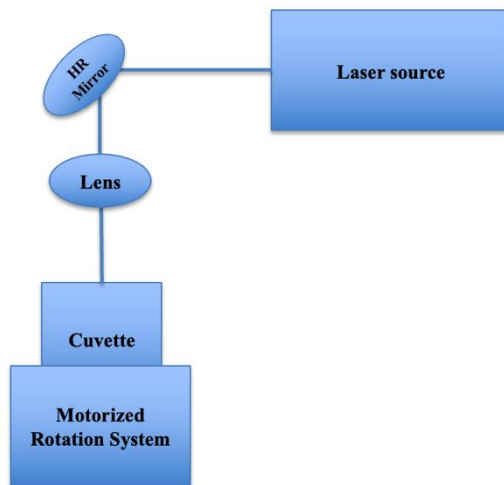 HR
Mirror
Laser source
Lens
Cuvette
Motorized
Rotation System